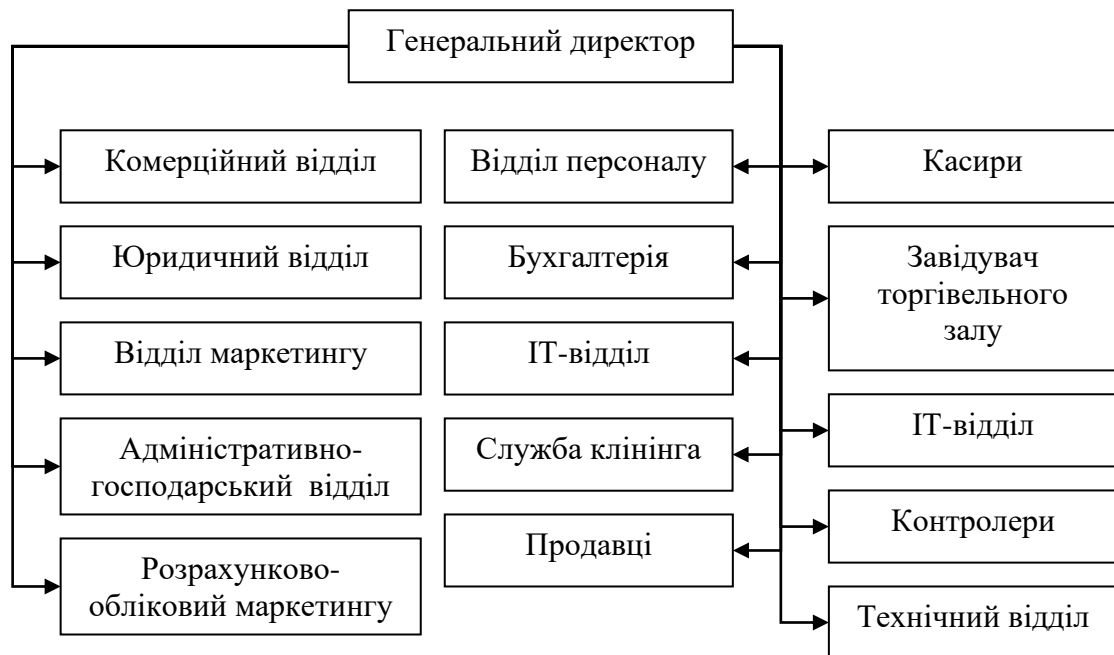 Генеральний директор
Комерційний відділ
Відділ персоналу
Касири
Юридичний відділ
Бухгалтерія
Завідувач
торгівельного
залу
Відділ маркетингу
ІТ-відділ
Адміністративно-
господарський відділ
Служба клінінга
ІТ-відділ
Розрахунково-
обліковий маркетингу
Продавці
Контролери
Технічний відділ